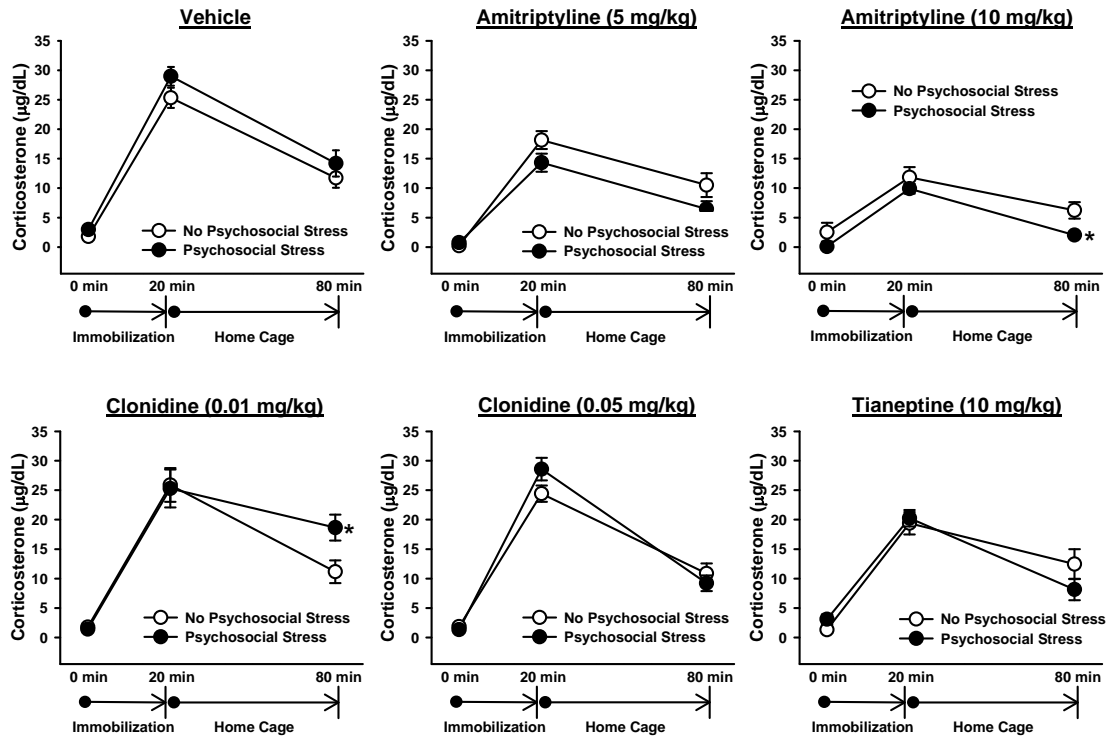 Vehicle
Corticosterone (µg/dL)
35
30
25
20
15
10
5
0
No Psychosocial Stress
Psychosocial Stress
0 min 20 min 80 min
Immobilization Home Cage
Amitriptyline (5 mg/kg)
Corticosterone (µg/dL)
35
30
25
20
15
10
5
0
No Psychosocial Stress
Psychosocial Stress
0 min 20 min 80 min
Immobilization Home Cage
Amitriptyline (10 mg/kg)
Corticosterone (µg/dL)
35
30
25
20
15
10
5
0
No Psychosocial Stress
Psychosocial Stress
*
0 min 20 min 80 min
Immobilization Home Cage
Clonidine (0.01 mg/kg)
Corticosterone (µg/dL)
35
30
25
20
15
10
5
0
*
No Psychosocial Stress
Psychosocial Stress
0 min 20 min 80 min
Immobilization Home Cage
Clonidine (0.05 mg/kg)
Corticosterone (µg/dL)
35
30
25
20
15
10
5
0
No Psychosocial Stress
Psychosocial Stress
0 min 20 min 80 min
Immobilization Home Cage
Tianeptine (10 mg/kg)
Corticosterone (µg/dL)
35
30
25
20
15
10
5
0
No Psychosocial Stress
Psychosocial Stress
0 min 20 min 80 min
Immobilization Home Cage